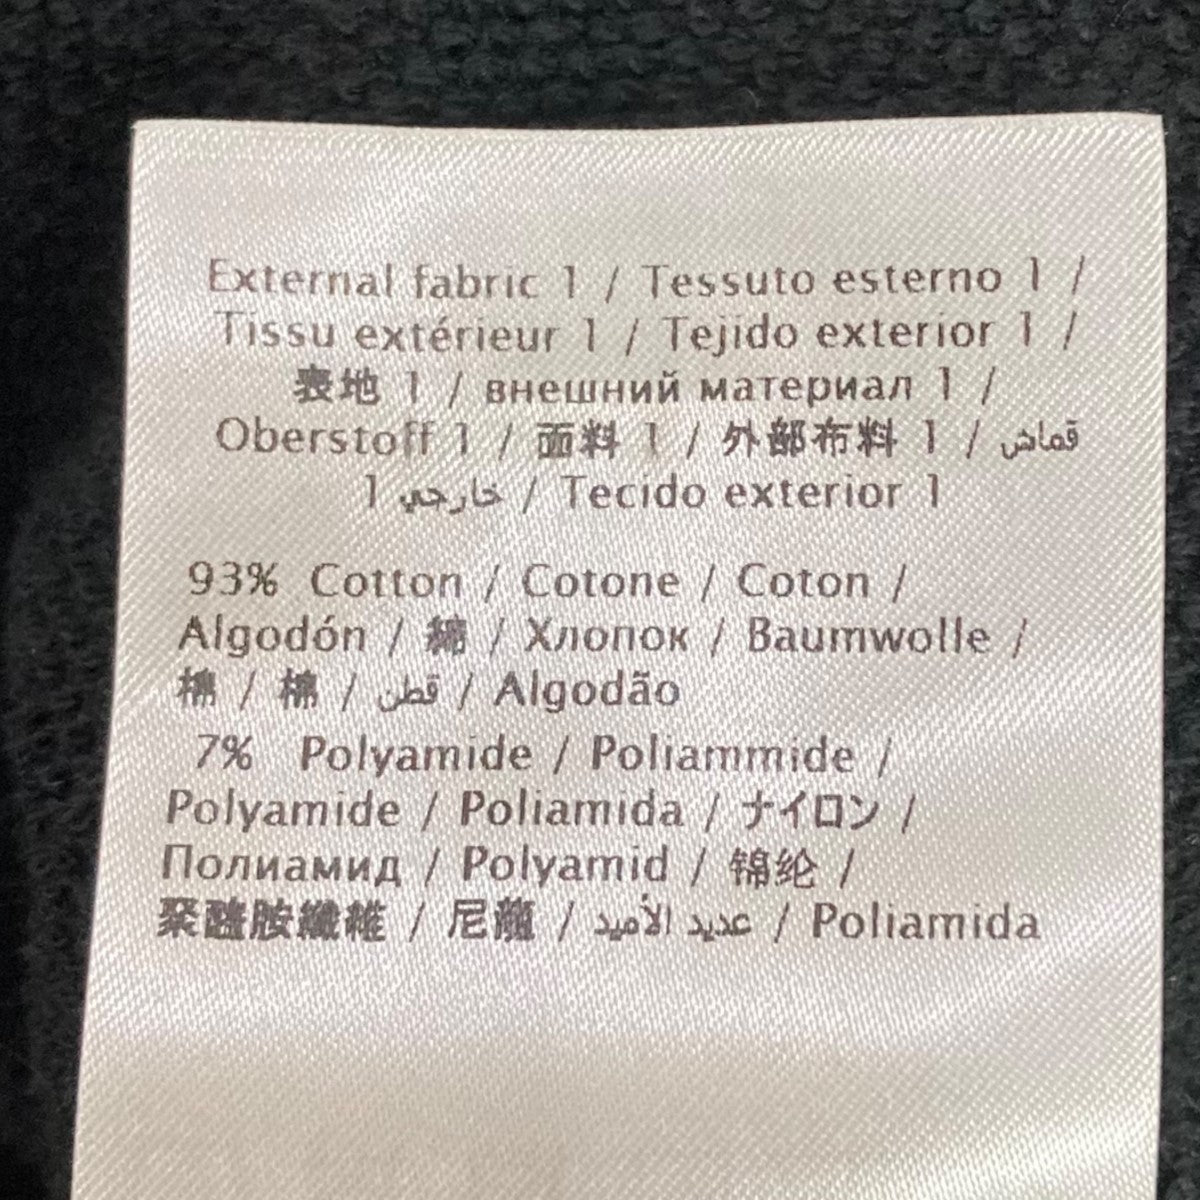 External fabric 1 / Tessuto esterno 1 /
Tissu extérieur 1 / Tejido exterior 1 /
表地 1 / внешний материал 1 /
Oberstoff 1 / 面料 1 / 外部布料 1 / قماش
خارجي 1 / Tecido exterior 1
93% Cotton / Cotone / Coton /
Algodón / 綿 / Хлопок / Baumwolle /
棉 / 棉 / قطن / Algodão
7% Polyamide / Poliammide /
Polyamide / Poliamida / ナイロン /
Полиамид / Polyamid / 锦纶 /
聚醯胺纖維 / 尼龍 / عديد الأميد / Poliamida